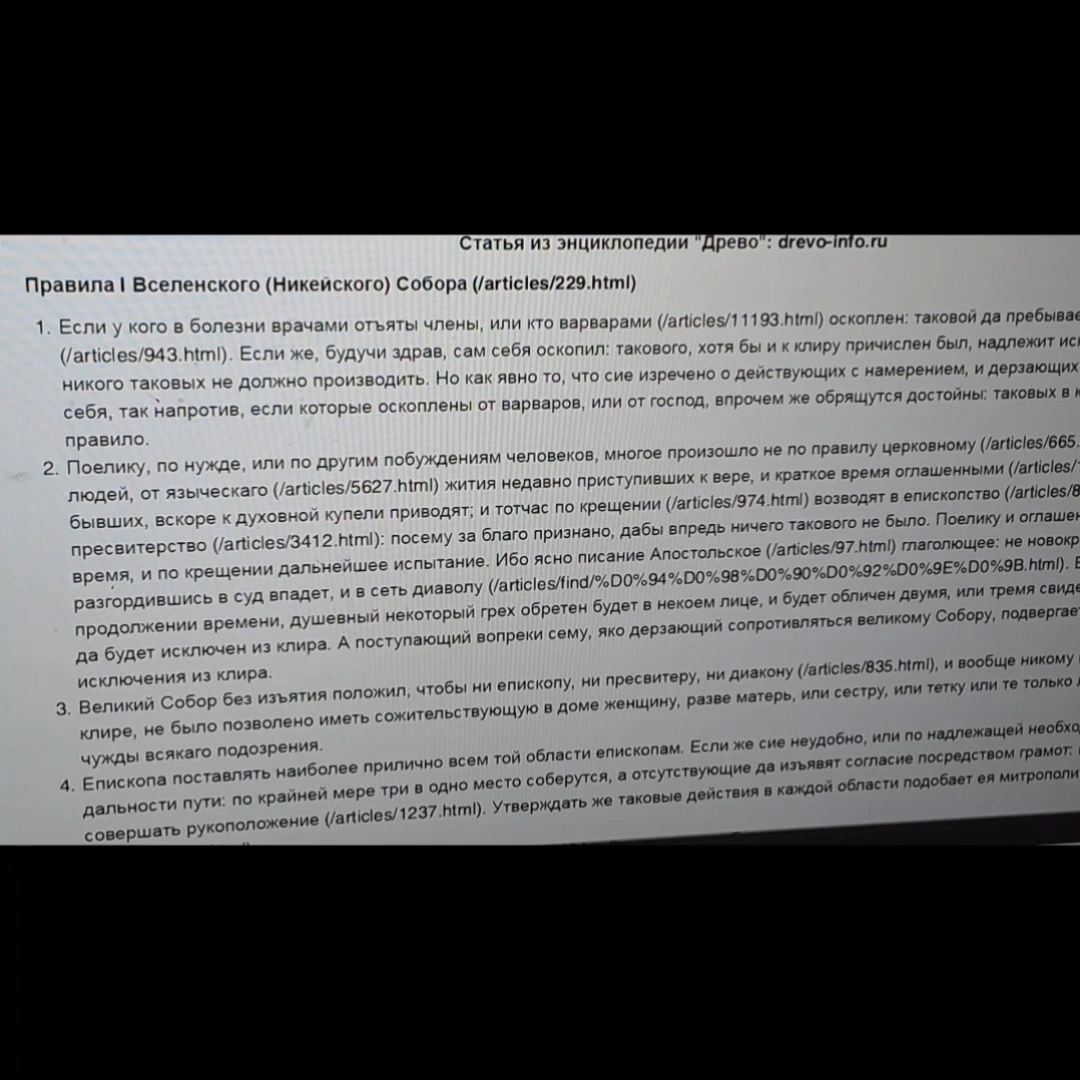 Статья из энциклопедии "Древо": drevo-info.ru
Правила I Вселенского (Никейского) Собора (/articles/229.html)
1. Если у кого в болезни врачами отъяты члены, или кто варварами (/articles/11193.html) оскоплен: таковой да пребывае
(/articles/943.html). Если же, будучи здрав, сам себя оскопил: такового, хотя бы и к клиру причислен был, надлежит
никого таковых не должно производить. Но как явно то, что сие изречено о действующих с намерением, и дерзающих
себя, так напротив, если которые оскоплены от варваров, или от господ, впрочем же обрящутся достойны: таковых в
правило.
2. Поелику, по нужде, или по другим побуждениям человеков, многое произошло не по правилу церковному (/articles/665.
людей, от языческаго (/articles/5627.html) жития недавно приступивших к вере, и краткое время оглашенными (/articles/
бывших, вскоре к духовной купели приводят; и тотчас по крещении (/articles/974.html) возводят в епископство (/articles/8
пресвитерство (/articles/3412.html): посему за благо признано, дабы впредь ничего такового не было. Поелику и оглашен
время, и по крещении дальнейшее испытание. Ибо ясно писание Апостольское (/articles/97.html) глаголющее: не новокр
разгордившись в суд впадет, и в сеть диаволу (/articles/find/%D0%94%D0%98%D0%90%D0%92%D0%9E%D0%9B.html).
продолжении времени, душевный некоторый грех обретен будет в некоем лице, и будет обличен двумя, или тремя свиде
да будет исключен из клира. А поступающий вопреки сему, яко дерзающий сопротивляться великому Собору, подвергае
исключения из клира.
3. Великий Собор без изъятия положил, чтобы ни епископу, ни пресвитеру, ни диакону (/articles/835.html), и вообще никому
клире, не было позволено иметь сожительствующую в доме женщину, разве матерь, или сестру, или тетку или те только
чужды всякаго подозрения.
4. Епископа поставлять наиболее прилично всем той области епископам. Если же сие неудобно, или по надлежащей необхо
дальности пути: по крайней мере три в одно место соберутся, а отсутствующие да изъявят согласие посредством грамот:
совершать рукоположение (/articles/1237.html). Утверждать же таковые действия в каждой области подобает ея митрополи